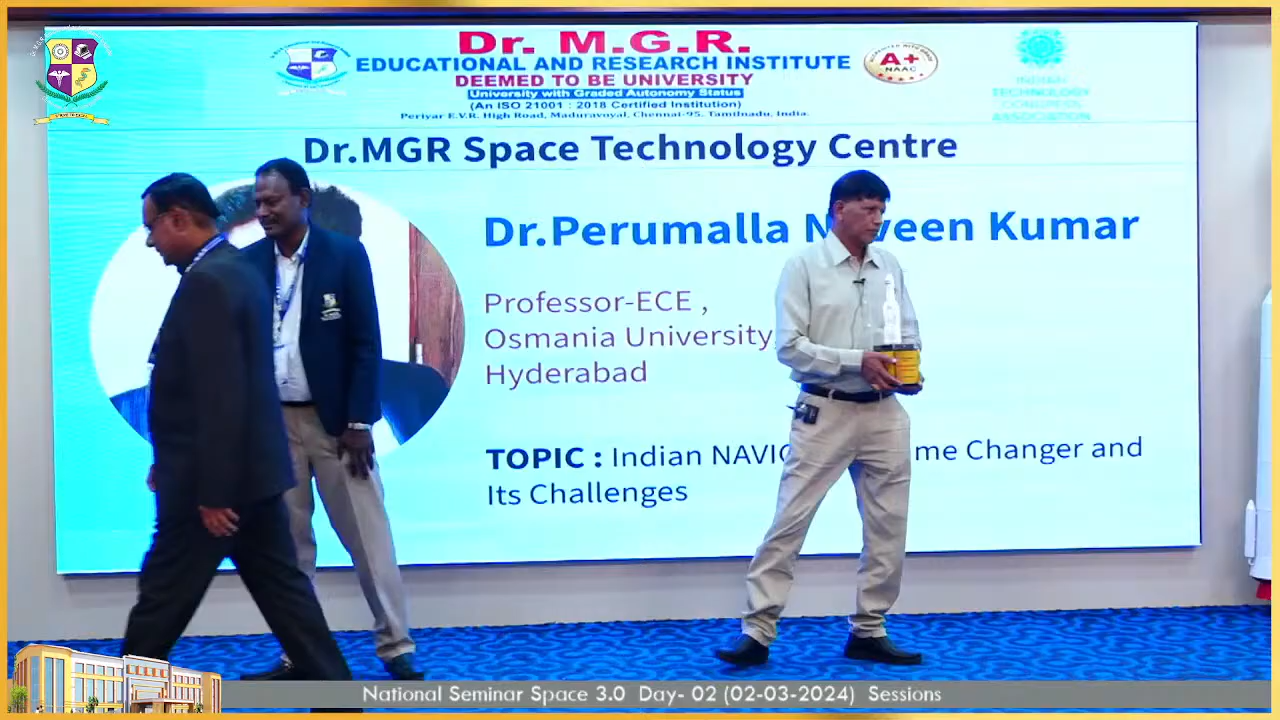 Dr. M.G.R.
EDUCATIONAL AND RESEARCH INSTITUTE
DEEMED TO BE UNIVERSITY
University with Graded Autonomy Status
(An ISO 21001 : 2018 Certified Institution)
Periyar E.V.R. High Road, Maduravoyal, Chennai-95. Tamilnadu, India.
A+
NAAC
INDIAN
TECHNOLOGY
CONGRESS
ASSOCIATION
Dr.MGR Space Technology Centre
Dr.Perumalla N veen Kumar
Professor-ECE ,
Osmania University,
Hyderabad
TOPIC : Indian NAVIC me Changer and
Its Challenges
National Seminar Space 3.0 Day- 02 (02-03-2024) Sessions